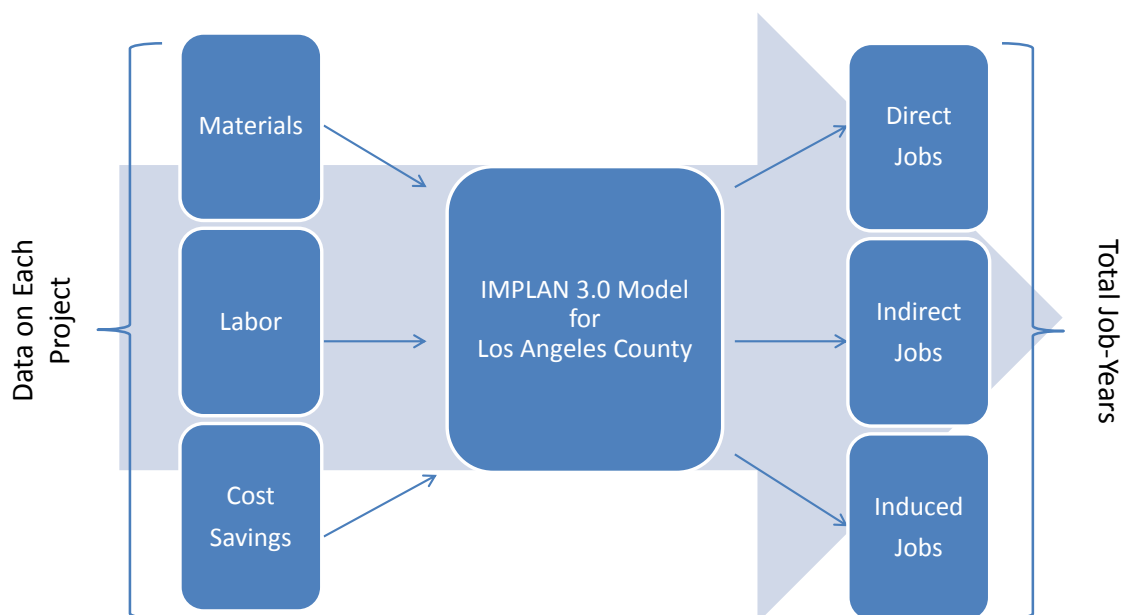 Data on Each
Project
Materials
Labor
Cost
Savings
IMPLAN 3.0 Model
for
Los Angeles County
Direct
Jobs
Indirect
Jobs
Induced
Jobs
Total Job-Years